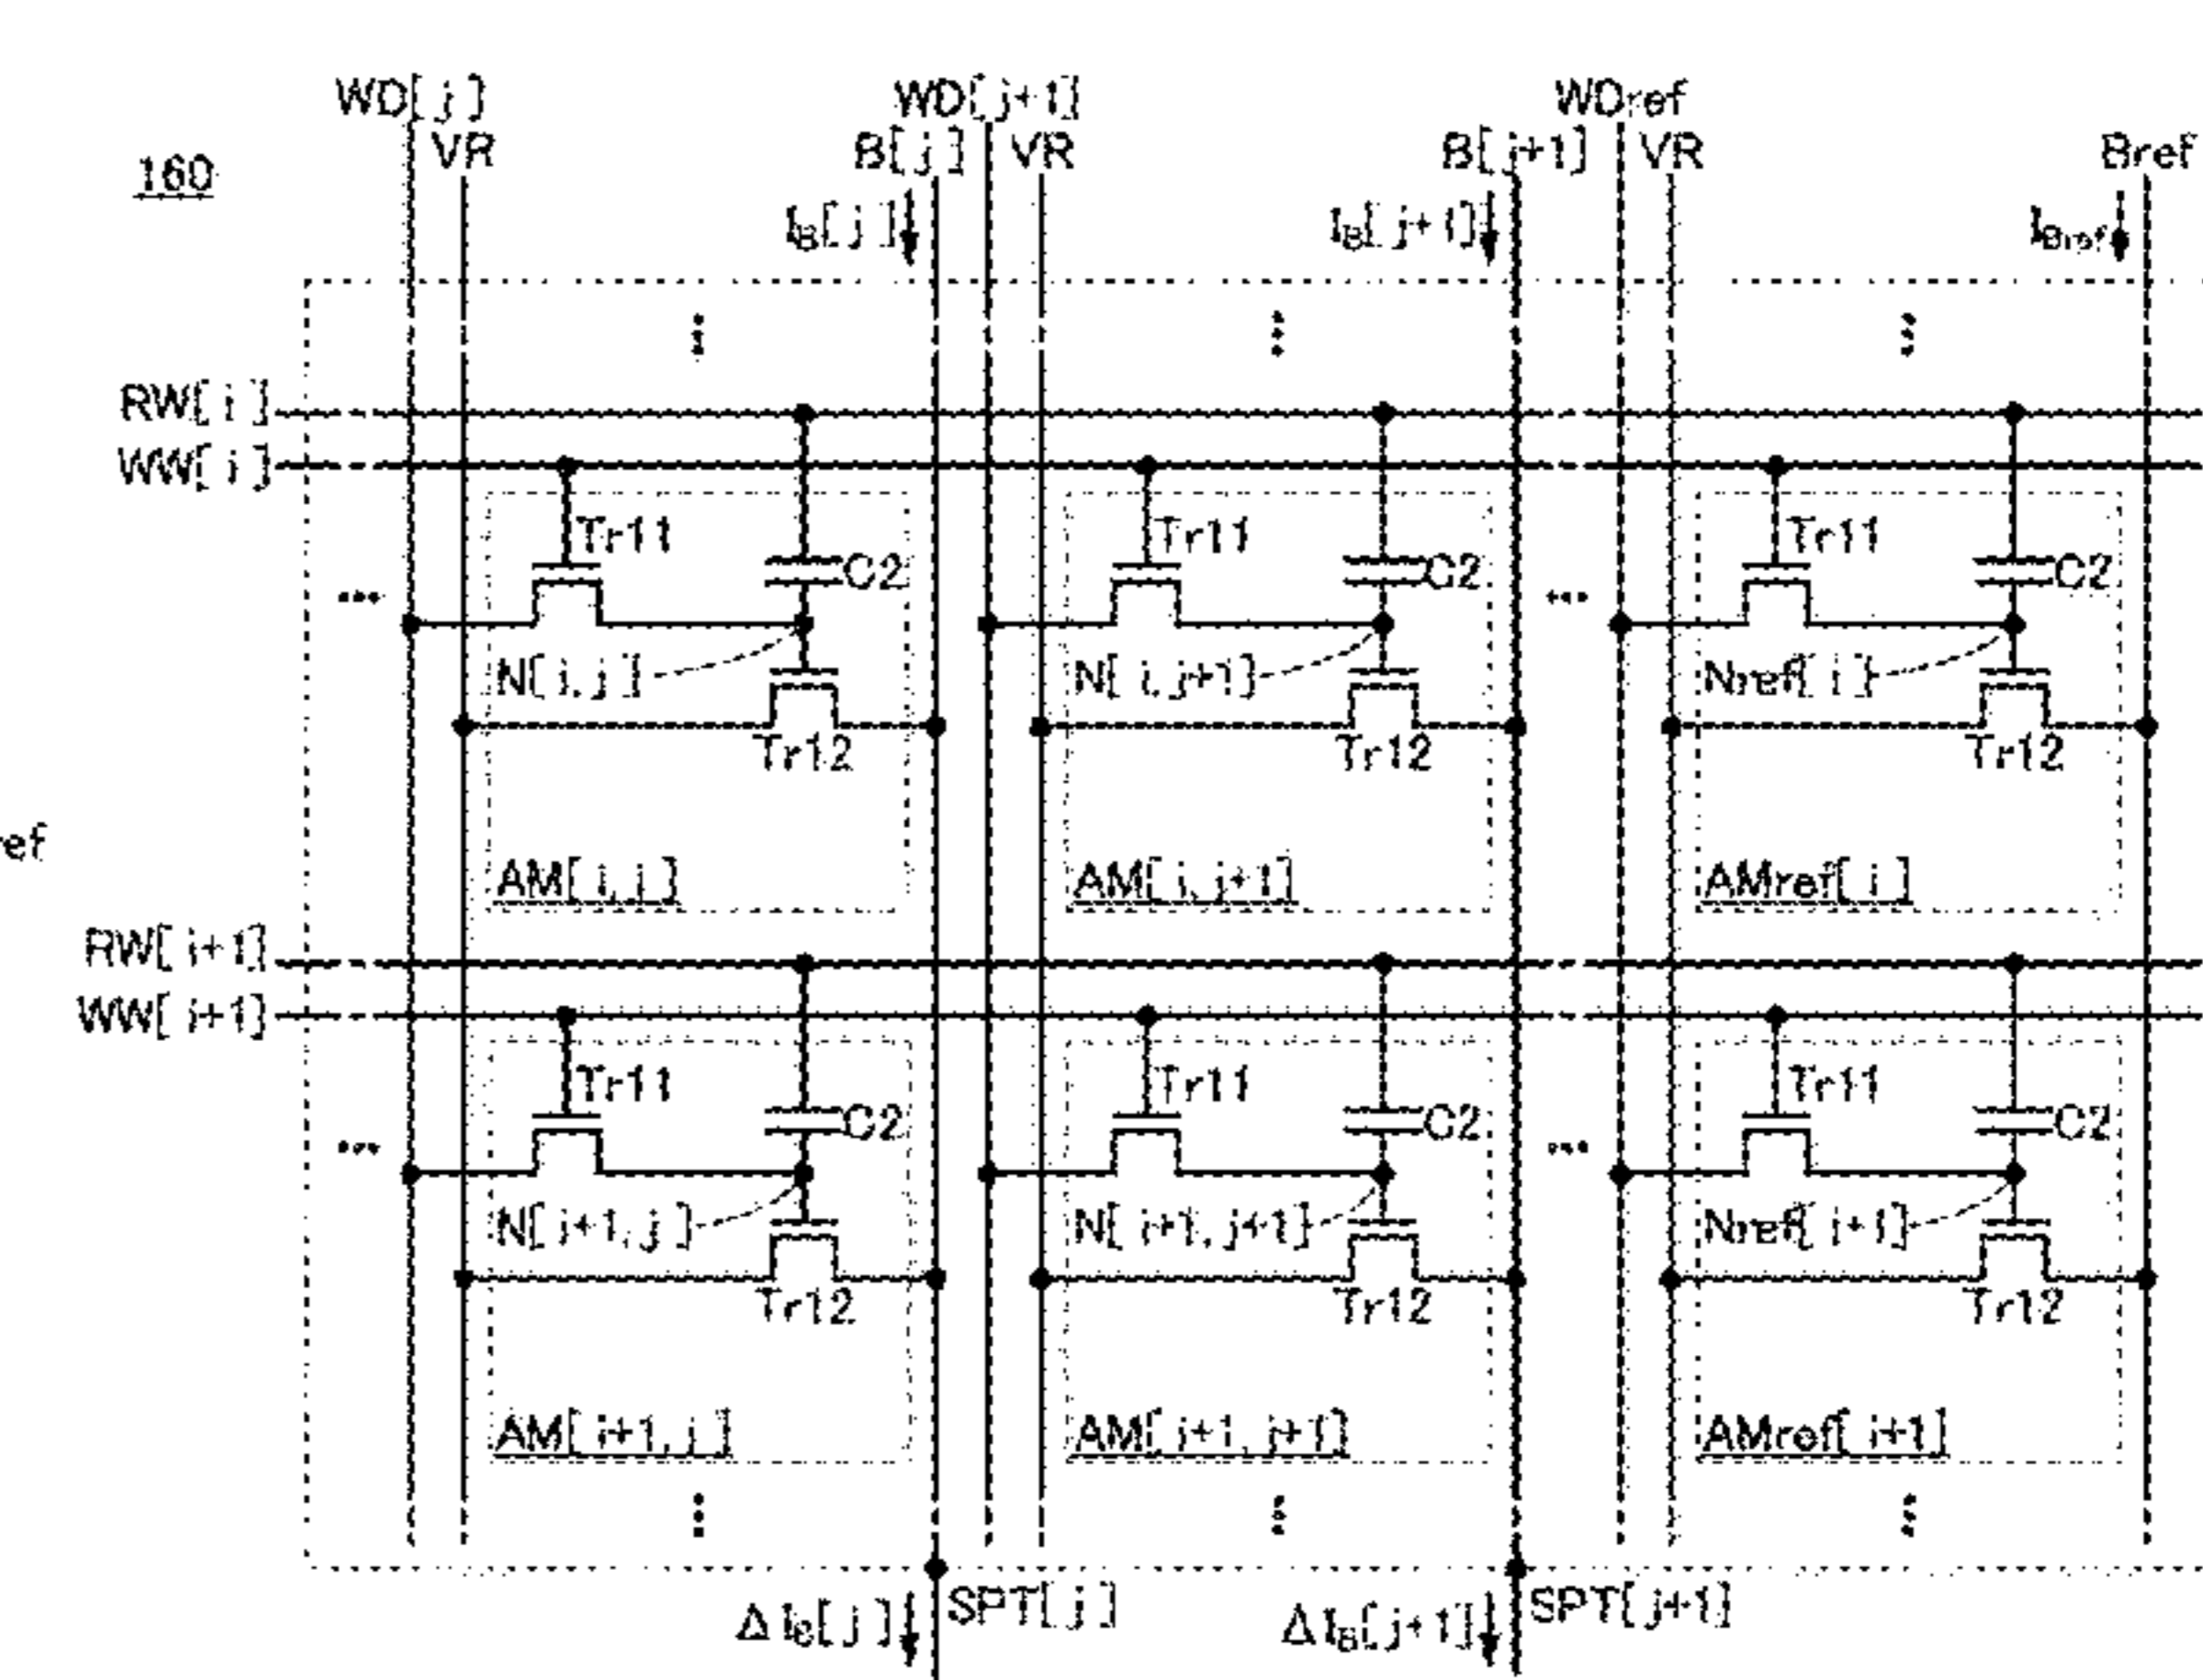 WD[j] WD[j+1] WDref
VR B[j] VR B[j+1] VR Bref
160
IB[j] IB[j+1] IBref
RW[i]
WW[i]
Tr11 Tr11 Tr11
C2 C2 C2
N[i,j] N[i,j+1] Nref[i]
Tr12 Tr12 Tr12
ref
AM[i,j] AM[i,j+1] AMref[i]
RW[i+1]
WW[i+1]
Tr11 Tr11 Tr11
C2 C2 C2
N[i+1,j] N[i+1,j+1] Nref[i+1]
Tr12 Tr12 Tr12
AM[i+1,j] AM[i+1,j+1] AMref[i+1]
SPT[j] SPT[j+1]
ΔIB[j] ΔIB[j+1]